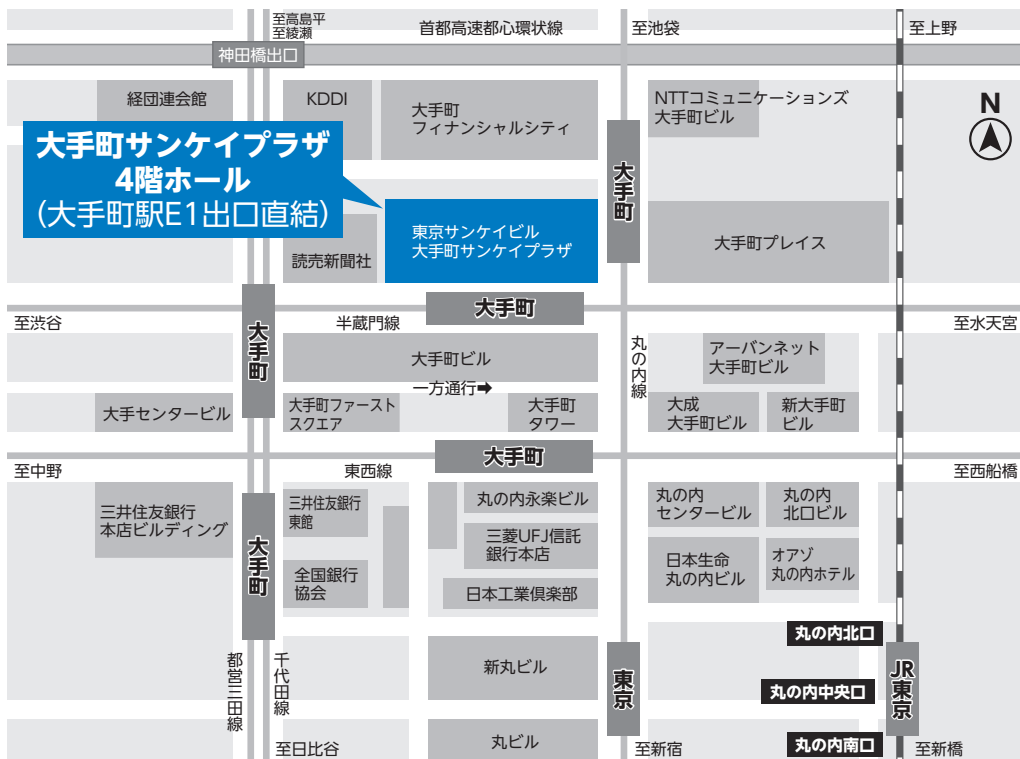 至高島平
至綾瀬
首都高速都心環状線
至池袋
至上野
神田橋出口
経団連会館
KDDI
大手町
フィナンシャルシティ
NTTコミュニケーションズ
大手町ビル
N
大手町サンケイプラザ
4階ホール
(大手町駅E1出口直結)
大手町
東京サンケイビル
大手町サンケイプラザ
読売新聞社
大手町プレイス
大手町
至渋谷
半蔵門線
至水天宮
大手町
大手町ビル
丸の内線
アーバンネット
大手町ビル
一方通行➡
大手センタービル
大手町ファースト
スクエア
大手町
タワー
大成
大手町ビル
新大手町
ビル
大手町
至中野
東西線
至西船橋
三井住友銀行
本店ビルディング
大手町
三井住友銀行
東館
丸の内永楽ビル
丸の内
センタービル
丸の内
北口ビル
三菱UFJ信託
銀行本店
全国銀行
協会
日本工業倶楽部
日本生命
丸の内ビル
オアゾ
丸の内ホテル
丸の内北口
都営三田線
千代田線
新丸ビル
東京
丸の内中央口
JR東京
至日比谷
丸ビル
至新宿
丸の内南口
至新橋